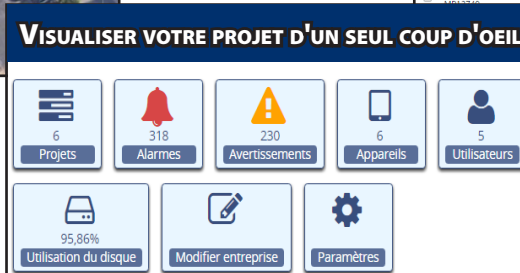 VISUALISER VOTRE PROJET D'UN SEUL COUP D'OEIL
6
Projets
318
Alarmes
230
Avertissements
6
Appareils
5
Utilisateurs
95,86%
Utilisation du disque
Modifier entreprise
Paramètres